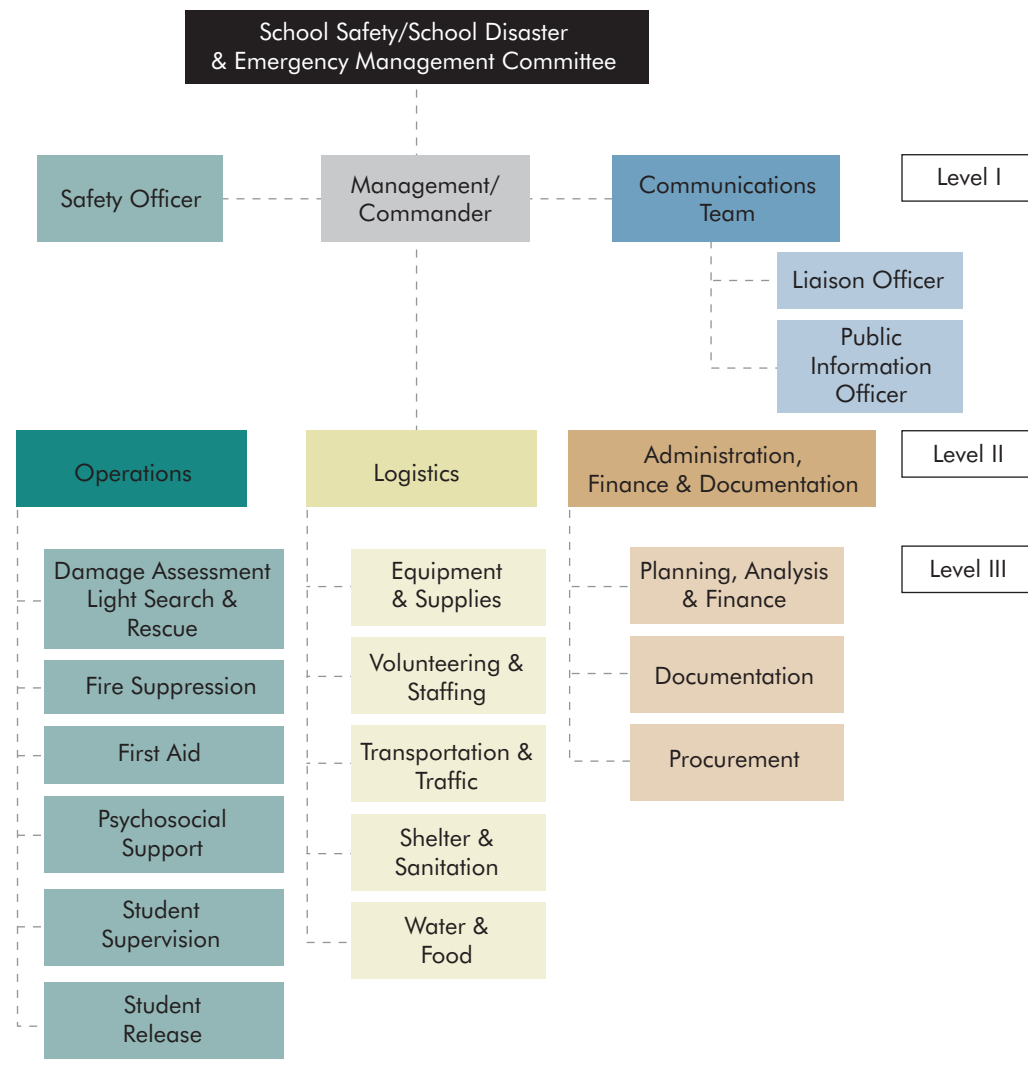 School Safety/School Disaster
& Emergency Management Committee
Safety Officer
Management/
Commander
Communications
Team
Level I
Liaison Officer
Public
Information
Officer
Operations
Logistics
Administration,
Finance & Documentation
Level II
Damage Assessment
Light Search &
Rescue
Fire Suppression
First Aid
Psychosocial
Support
Student
Supervision
Student
Release
Equipment
& Supplies
Volunteering &
Staffing
Transportation &
Traffic
Shelter &
Sanitation
Water &
Food
Planning, Analysis
& Finance
Documentation
Procurement
Level III